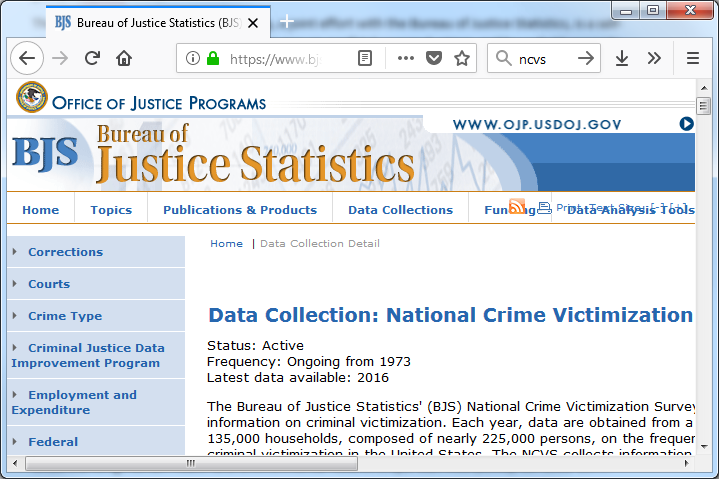 BJS Bureau of Justice Statistics (BJS)
https://www.bj
ncvs
OFFICE OF JUSTICE PROGRAMS
WWW.OJP.USDOJ.GOV
BJS Bureau of
Justice Statistics
Home Topics Publications & Products Data Collections Funding Data Analysis Tools
Print Text Size: [-] [+]
Home | Data Collection Detail
Corrections
Courts
Crime Type
Criminal Justice Data
Improvement Program
Employment and
Expenditure
Federal
Data Collection: National Crime Victimization
Status: Active
Frequency: Ongoing from 1973
Latest data available: 2016
The Bureau of Justice Statistics' (BJS) National Crime Victimization Survey
information on criminal victimization. Each year, data are obtained from a
135,000 households, composed of nearly 225,000 persons, on the frequen
criminal victimization in the United States. The NCVS collects information